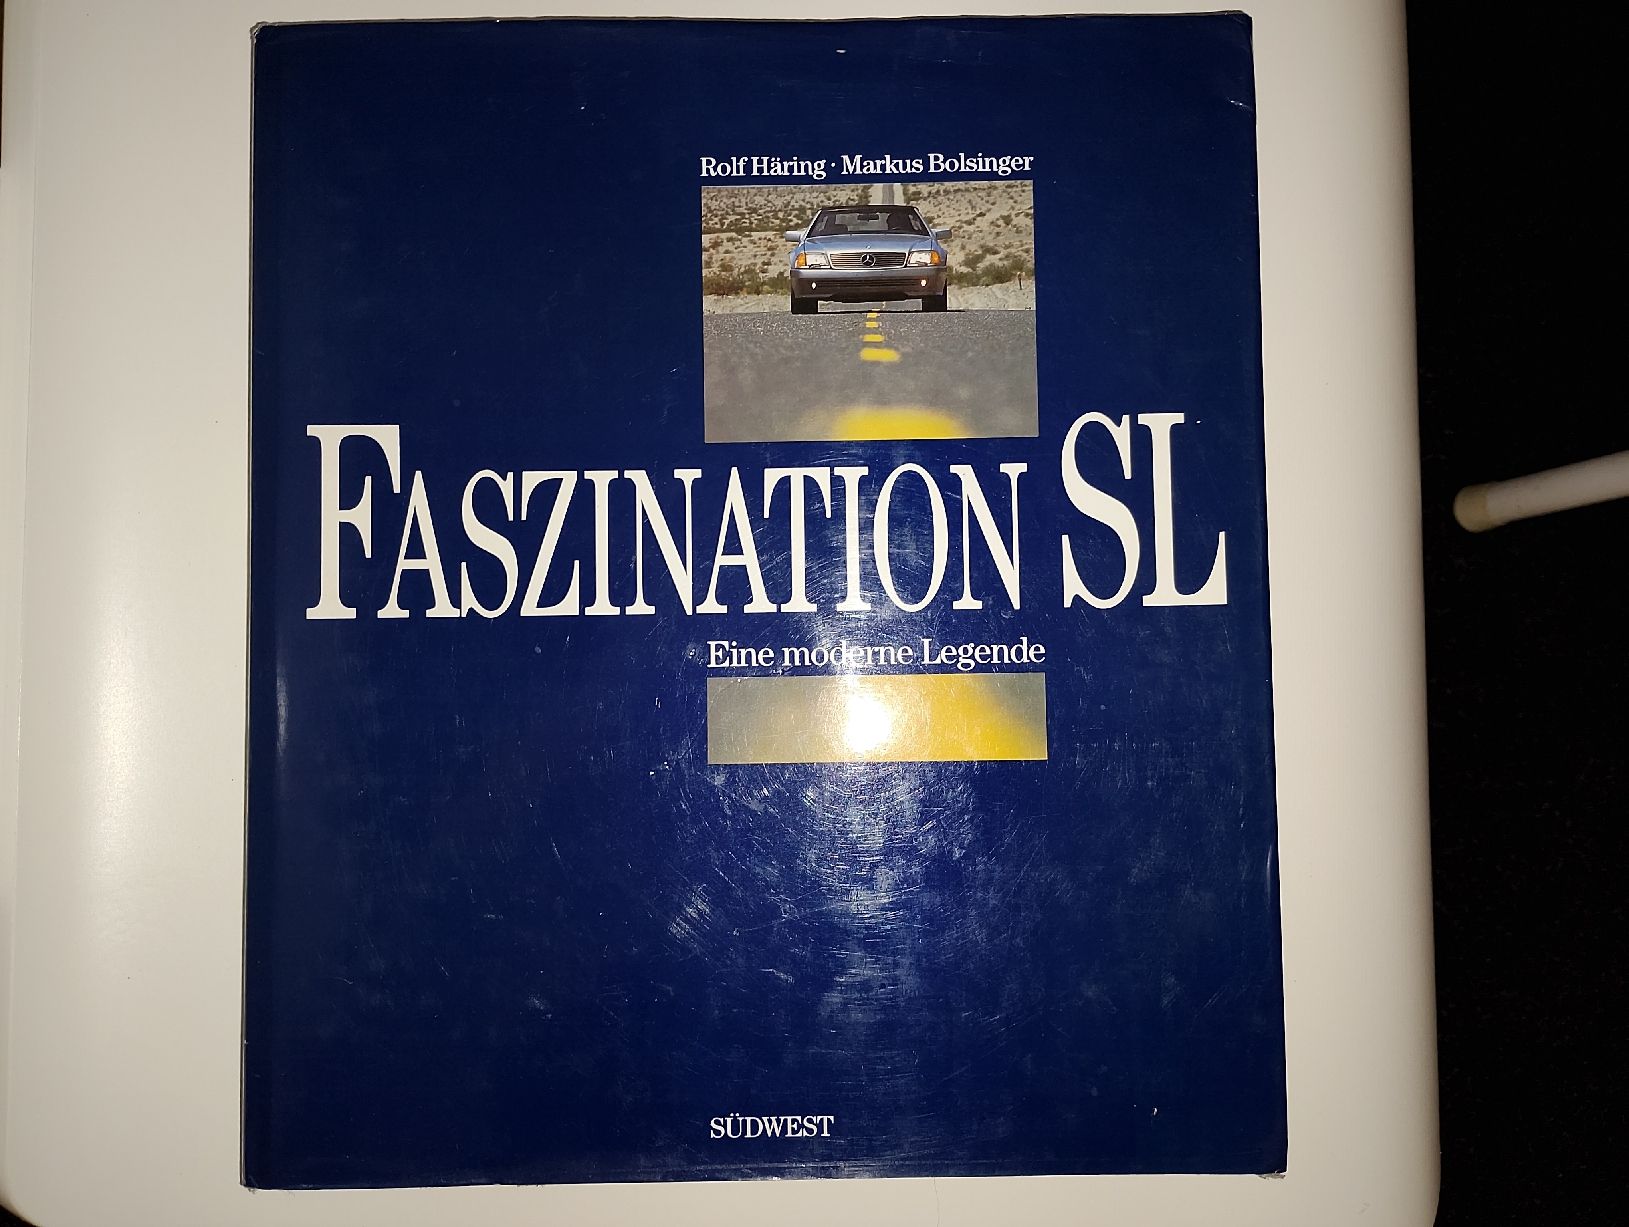 Rolf Häring · Markus Bolsinger
FASZINATION SL
Eine moderne Legende
SÜDWEST